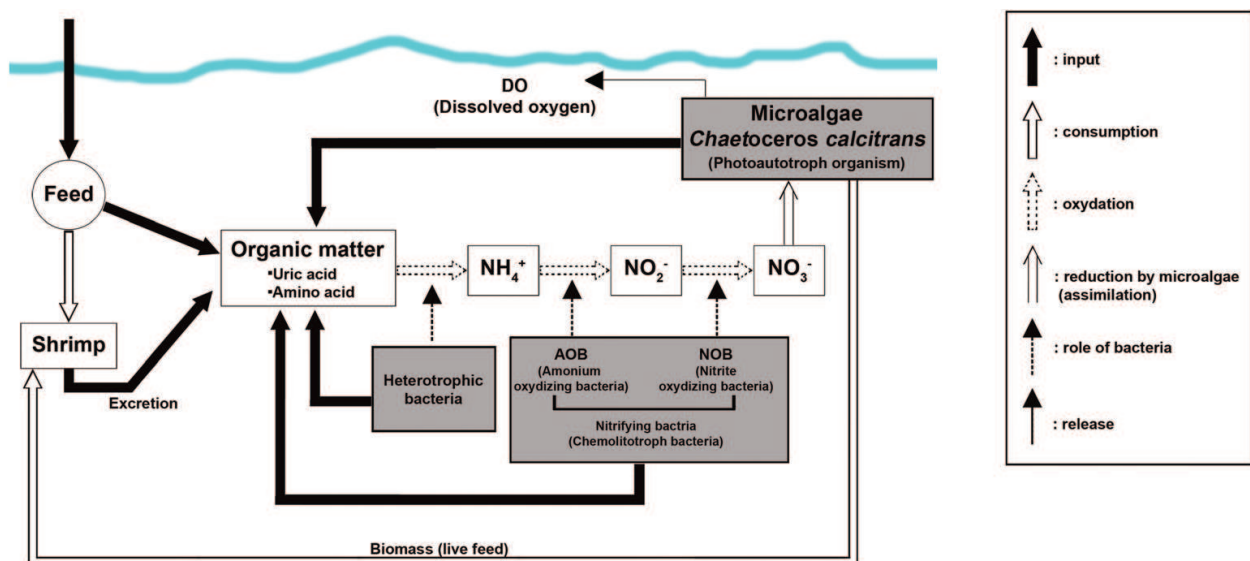 DO
(Dissolved oxygen)
Microalgae
Chaetoceros calcitrans
(Photoautotroph organism)
Feed
Organic matter
▪Uric acid
▪Amino acid
NH₄⁺
NO₂⁻
NO₃⁻
Shrimp
Excretion
Heterotrophic
bacteria
AOB
(Amonium
oxydizing bacteria)
NOB
(Nitrite
oxydizing bacteria)
Nitrifying bactria
(Chemolitotroph bacteria)
Biomass (live feed)
: input
: consumption
: oxydation
: reduction by microalgae
(assimilation)
: role of bacteria
: release